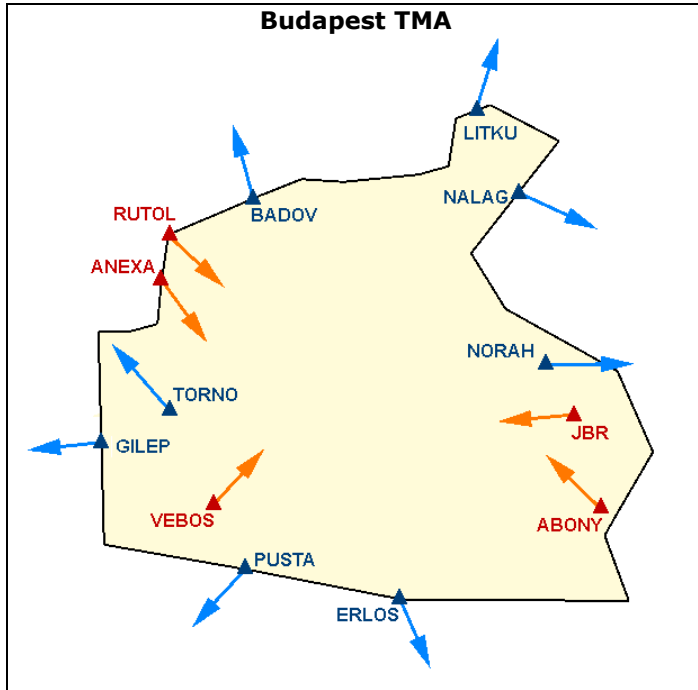 Budapest TMA
LITKU
NALAG
BADOV
RUTOL
ANEXA
NORAH
TORNO
JBR
GILEP
VEBOS
ABONY
PUSTA
ERLOS